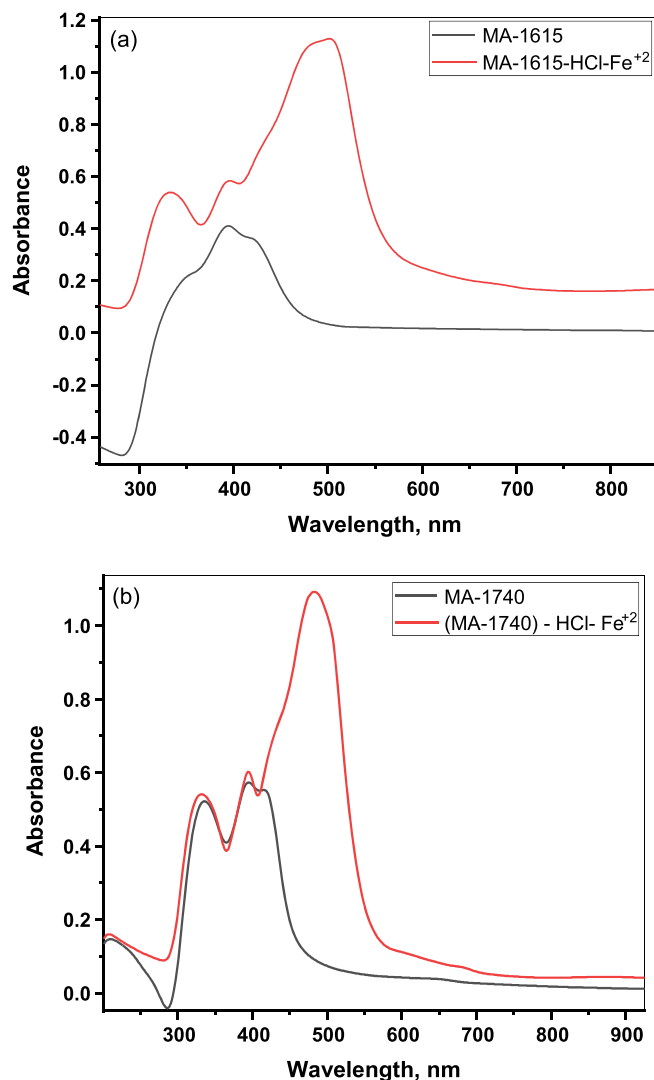 (a)
MA-1615
MA-1615-HCl-Fe+2
1.2
1.0
0.8
0.6
0.4
0.2
0.0
-0.2
-0.4
Absorbance
300 400 500 600 700 800
Wavelength, nm
(b)
MA-1740
(MA-1740) - HCl- Fe+2
1.0
0.8
0.6
0.4
0.2
0.0
Absorbance
300 400 500 600 700 800 900
Wavelength, nm